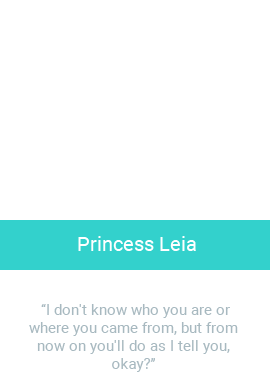 Princess Leia
“I don't know who you are or
where you came from, but from
now on you'll do as I tell you,
okay?”